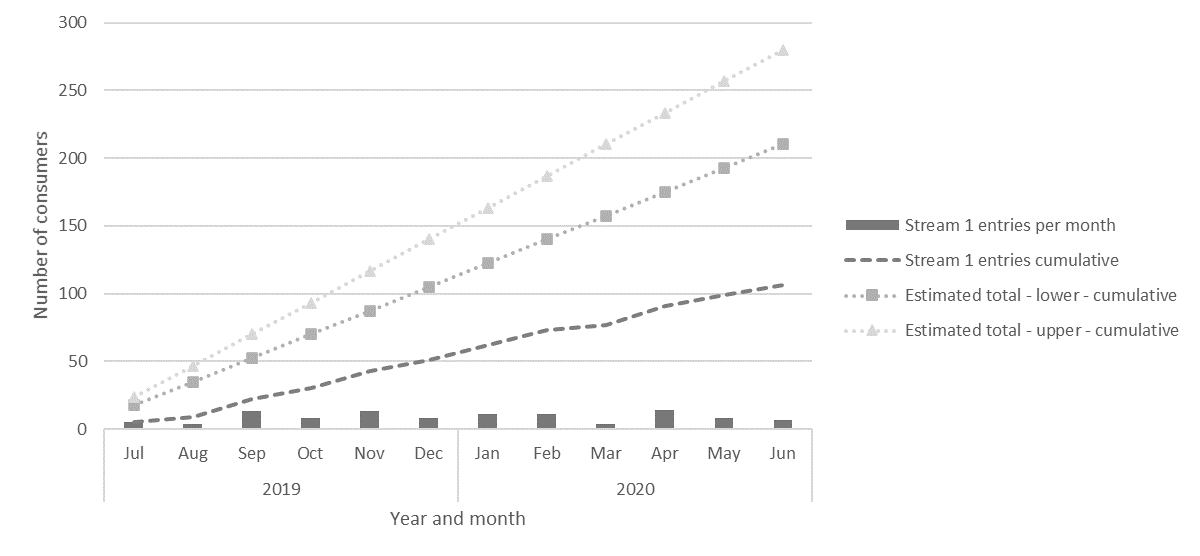 300
250
200
150
100
50
0
Number of consumers
Jul Aug Sep Oct Nov Dec Jan Feb Mar Apr May Jun
2019 2020
Year and month
Stream 1 entries per month
Stream 1 entries cumulative
Estimated total - lower - cumulative
Estimated total - upper - cumulative